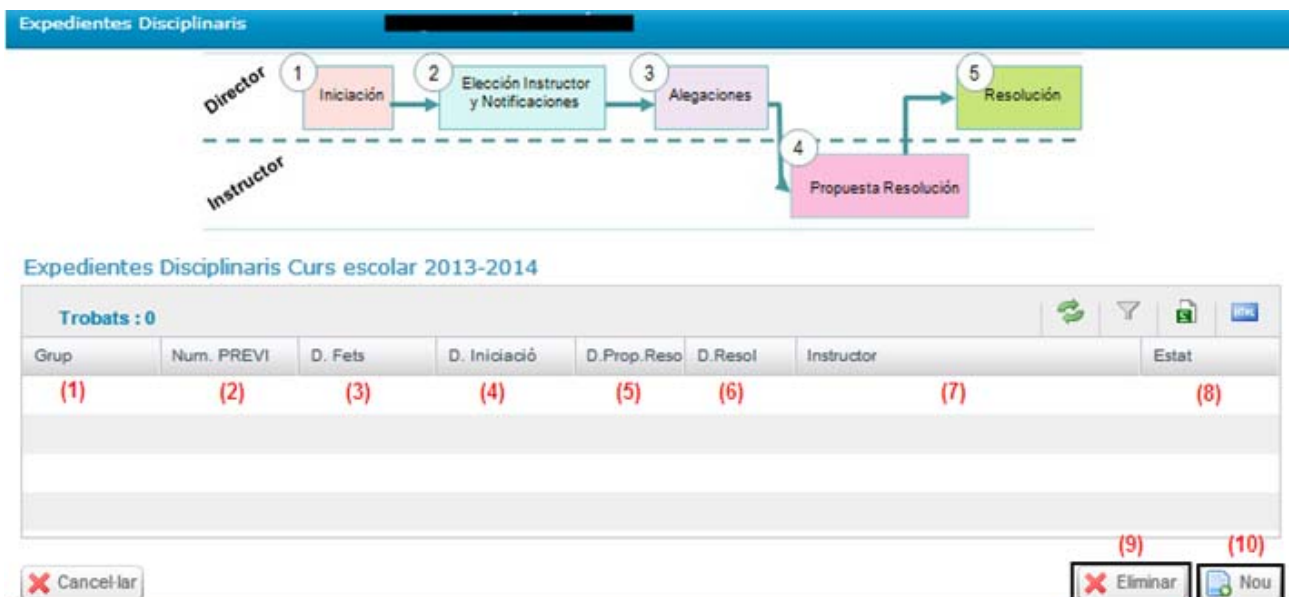 Expedientes Disciplinaris
Director
1
Iniciación
2
Elección Instructor
y Notificaciones
3
Alegaciones
5
Resolución
Instructor
4
Propuesta Resolución
Expedientes Disciplinaris Curs escolar 2013-2014
Trobats : 0
HTML
Grup Num. PREVI D. Fets D. Iniciació D.Prop.Reso D.Resol Instructor Estat
(1) (2) (3) (4) (5) (6) (7) (8)
(9) (10)
Cancel·lar Eliminar Nou